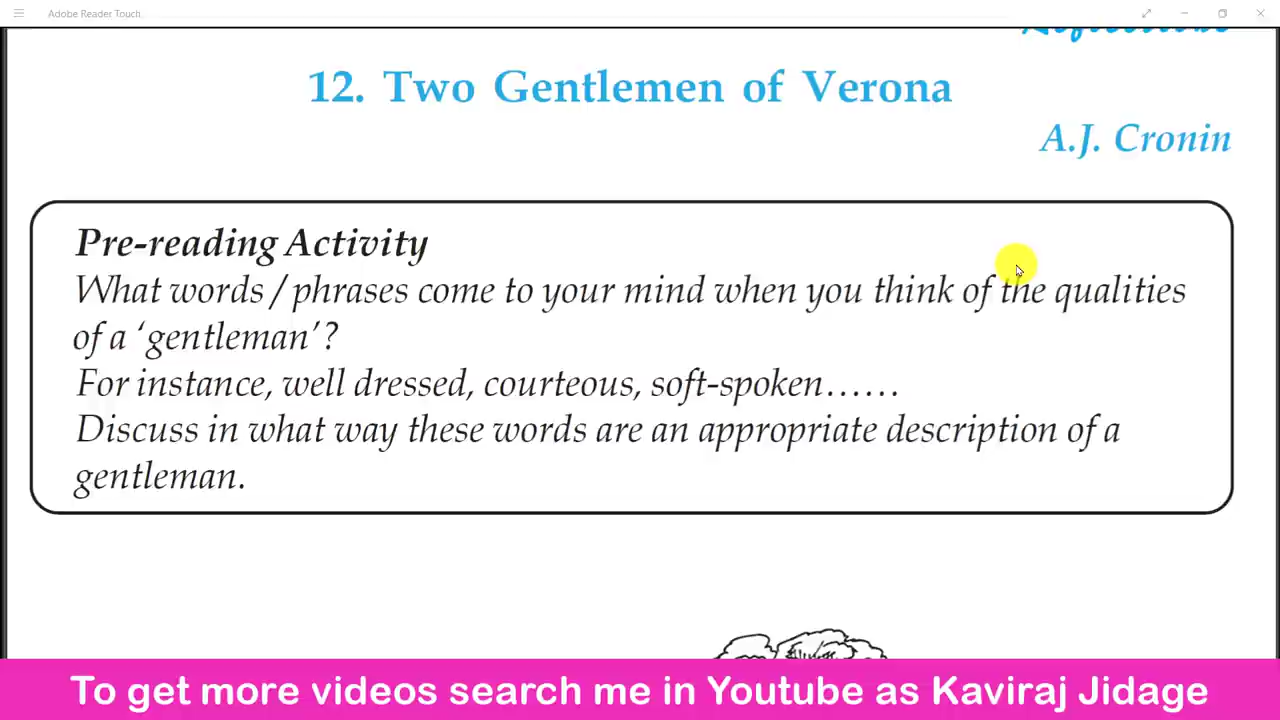 Adobe Reader Touch
12. Two Gentlemen of Verona
A.J. Cronin
Pre-reading Activity
What words / phrases come to your mind when you think of the qualities
of a ‘gentleman’?
For instance, well dressed, courteous, soft-spoken……
Discuss in what way these words are an appropriate description of a
gentleman.
To get more videos search me in Youtube as Kaviraj Jidage